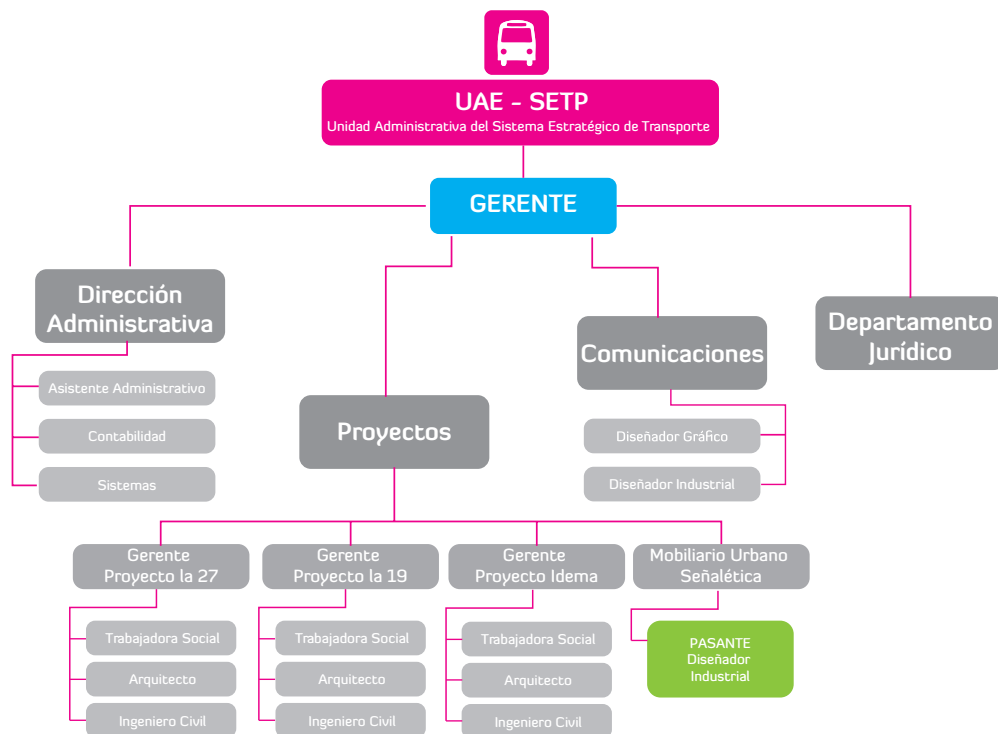 UAE - SETP
Unidad Administrativa del Sistema Estratégico de Transporte
GERENTE
Dirección
Administrativa
Asistente Administrativo
Contabilidad
Sistemas
Proyectos
Comunicaciones
Diseñador Gráfico
Diseñador Industrial
Departamento
Jurídico
Gerente
Proyecto la 27
Trabajadora Social
Arquitecto
Ingeniero Civil
Gerente
Proyecto la 19
Trabajadora Social
Arquitecto
Ingeniero Civil
Gerente
Proyecto Idema
Trabajadora Social
Arquitecto
Ingeniero Civil
Mobiliario Urbano
Señalética
PASANTE
Diseñador
Industrial